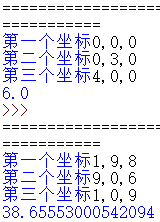 ======================
===========
第一个坐标0,0,0
第二个坐标0,3,0
第三个坐标4,0,0
6.0
>>>
======================
===========
第一个坐标1,9,8
第二个坐标9,0,6
第三个坐标1,0,9
38.65553000542094